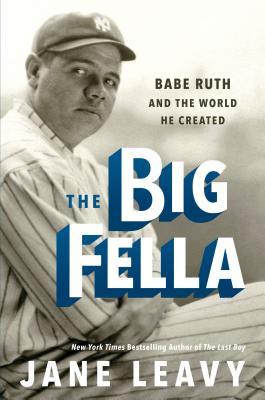 NY
BABE RUTH
AND THE WORLD
HE CREATED
THE BIG
FELLA
New York Times Bestselling Author of The Last Boy
JANE LEAVY